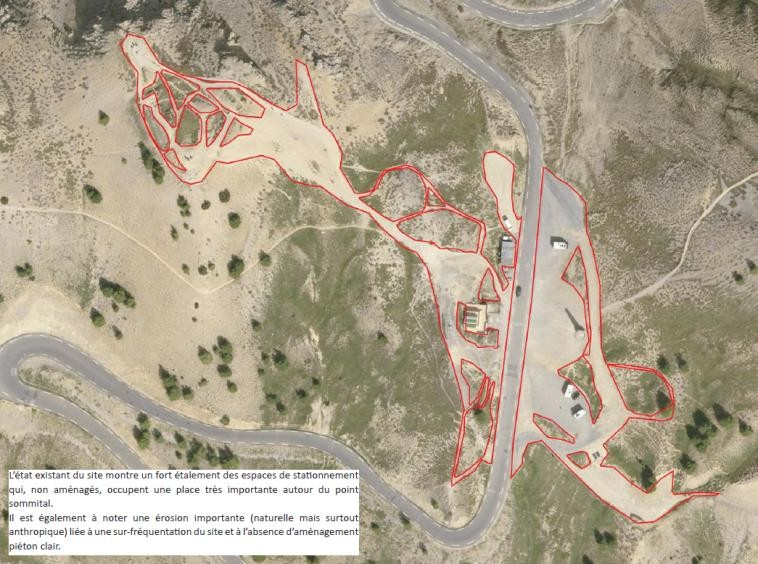 L'état existant du site montre un fort étalement des espaces de stationnement
qui, non aménagés, occupent une place très importante autour du point
sommital.
Il est également à noter une érosion importante (naturelle mais surtout
anthropique) liée à une sur-fréquentation du site et à l'absence d'aménagement
piéton clair.